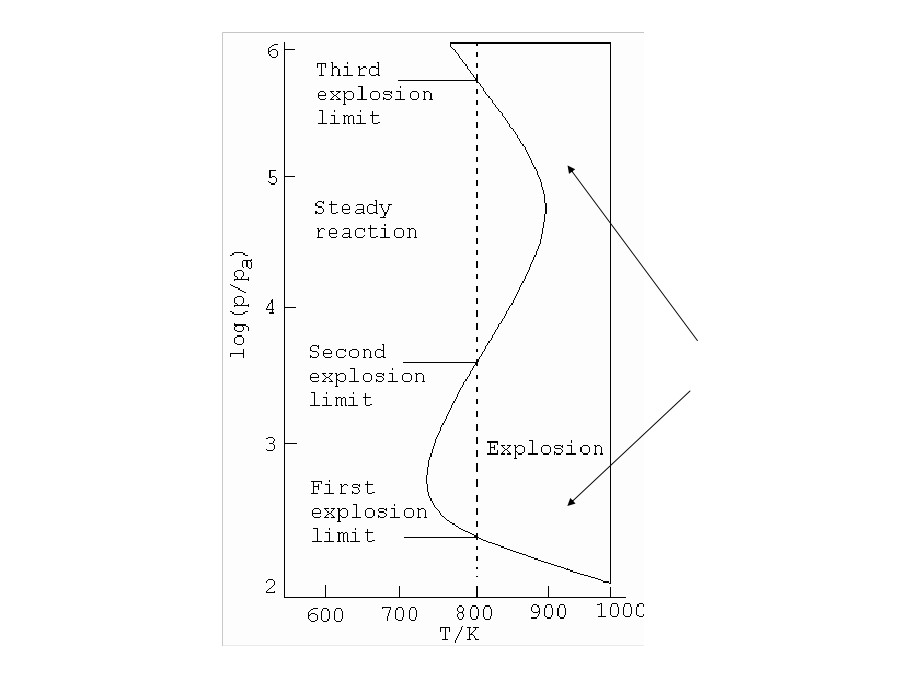 6
Third
explosion
limit
5
Steady
reaction
log(p/pa)
4
Second
explosion
limit
3
Explosion
First
explosion
limit
2
600 700 800 900 1000
T/K